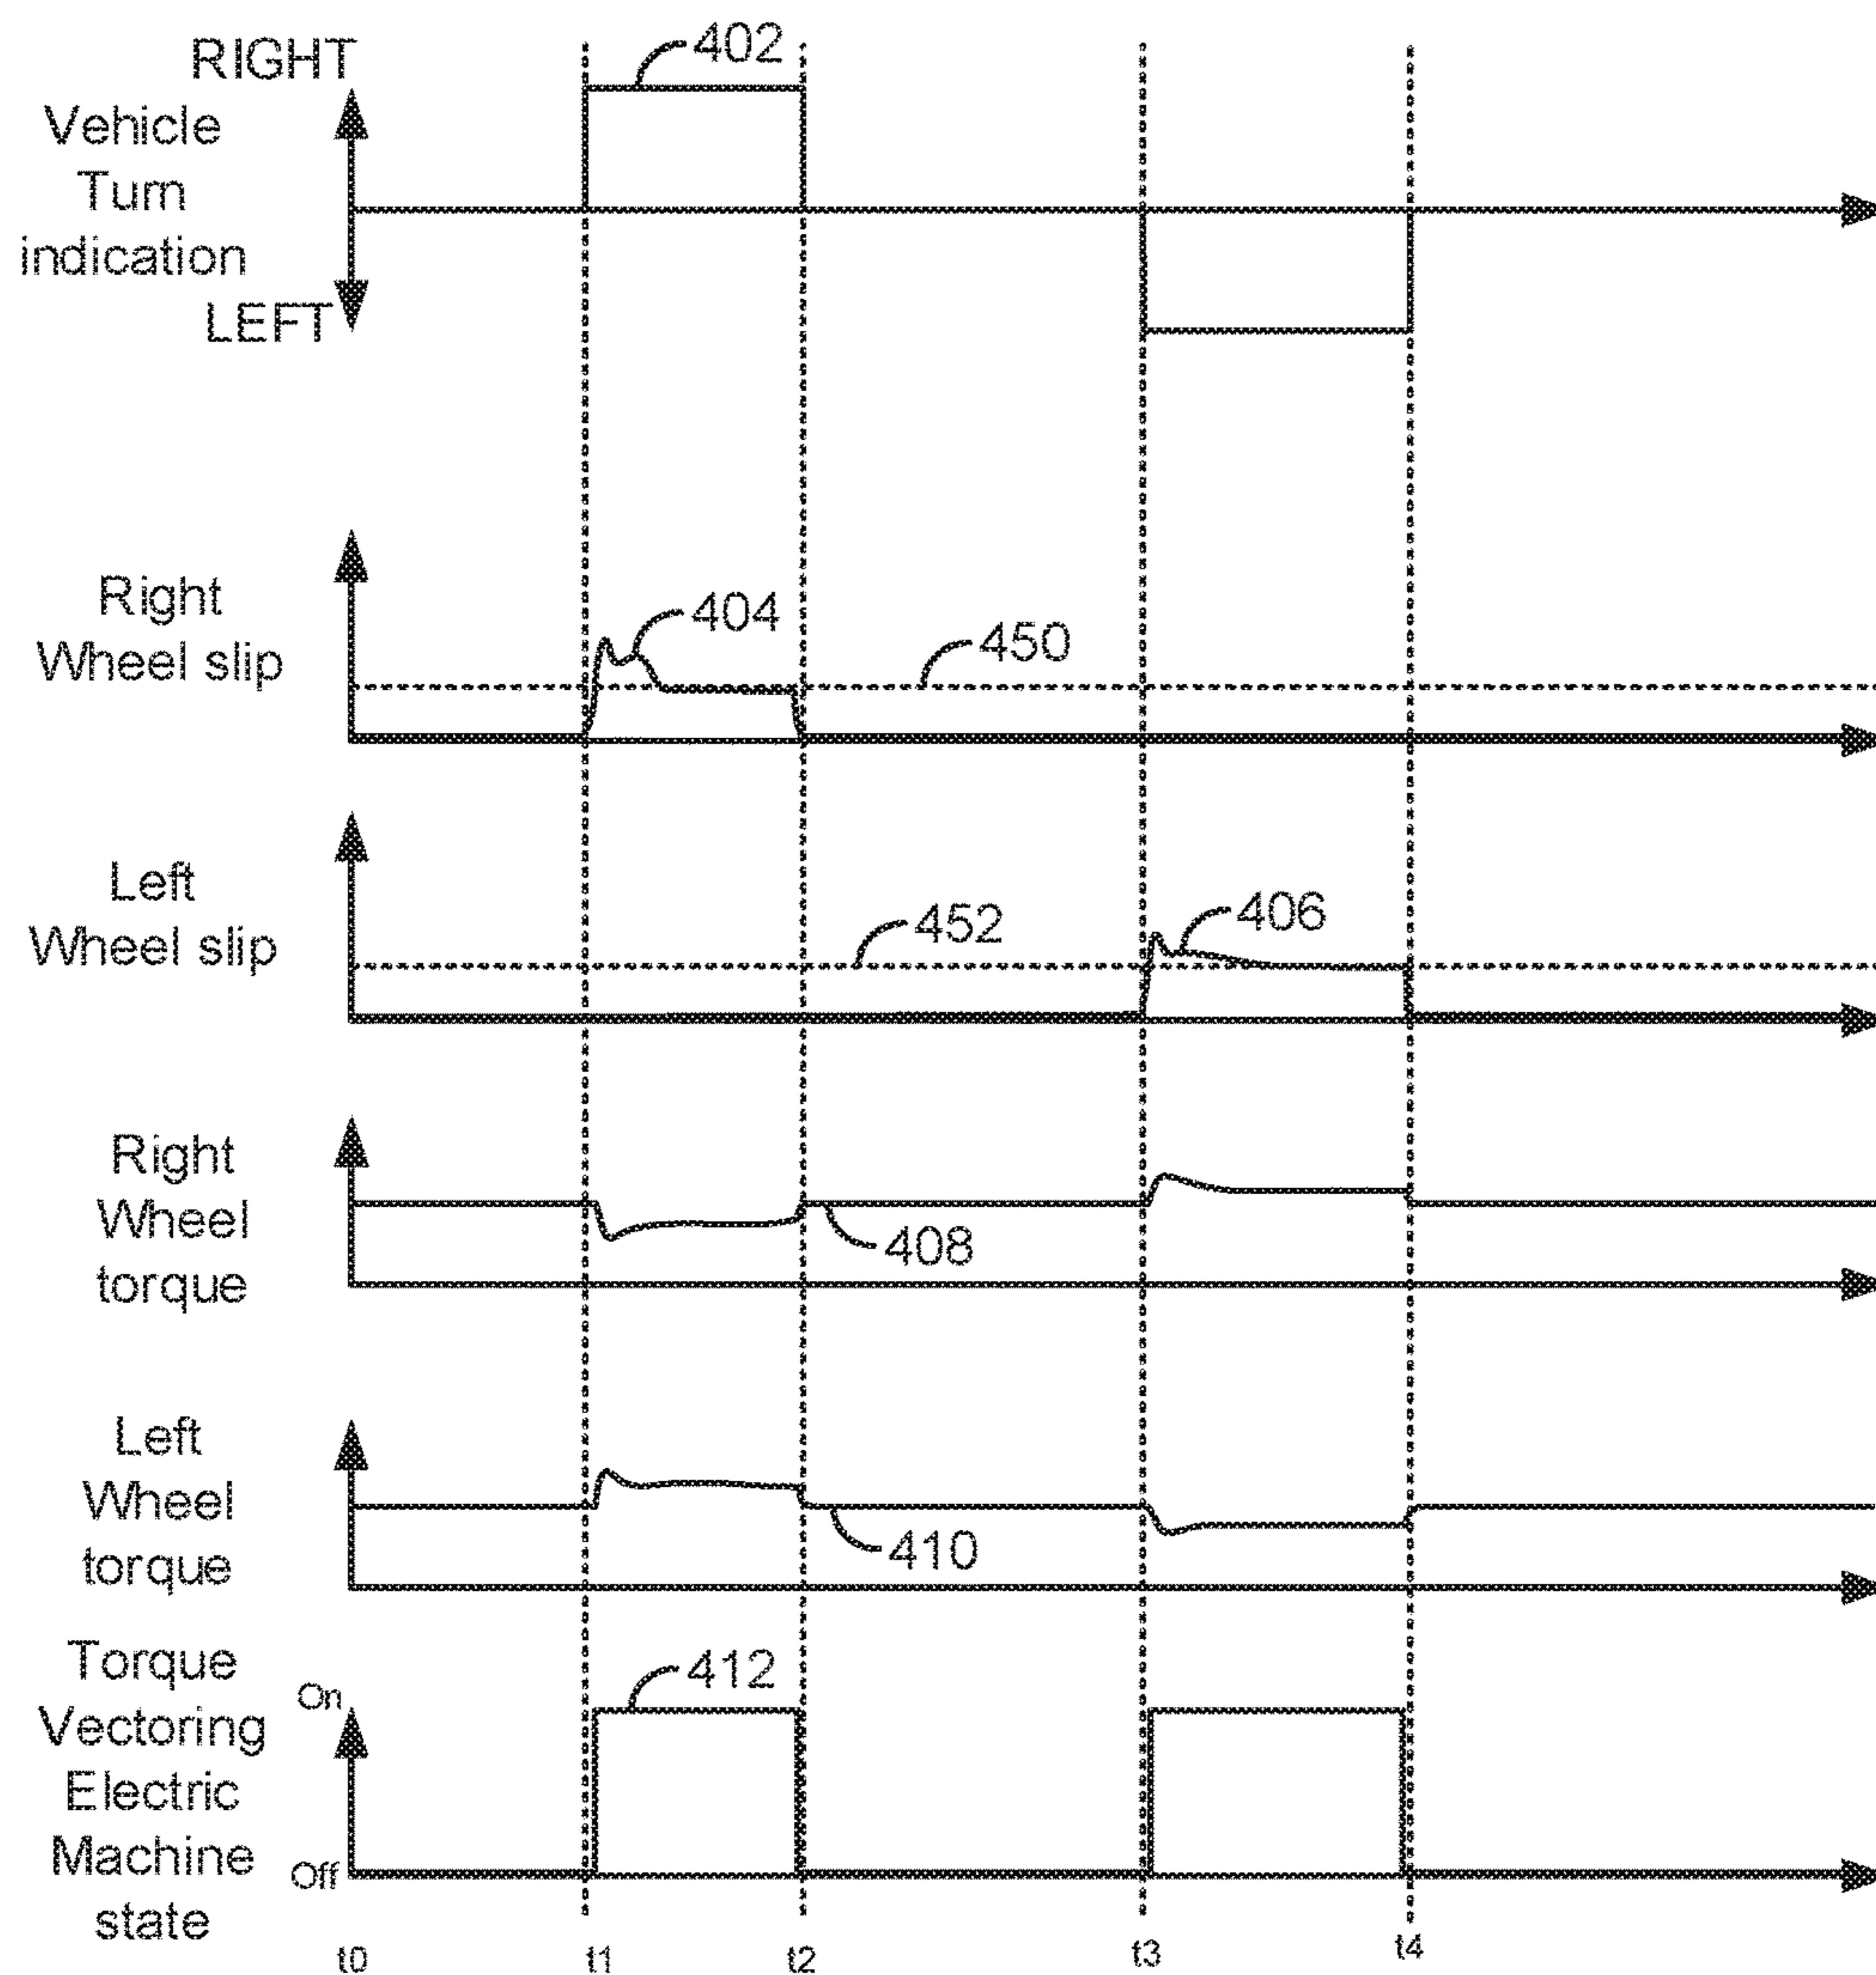 RIGHT
Vehicle
Turn
indication
LEFT
402
Right
Wheel slip
404
450
Left
Wheel slip
452
406
Right
Wheel
torque
408
Left
Wheel
torque
410
Torque
Vectoring
Electric
Machine
state
On
Off
412
t0
t1
t2
t3
t4